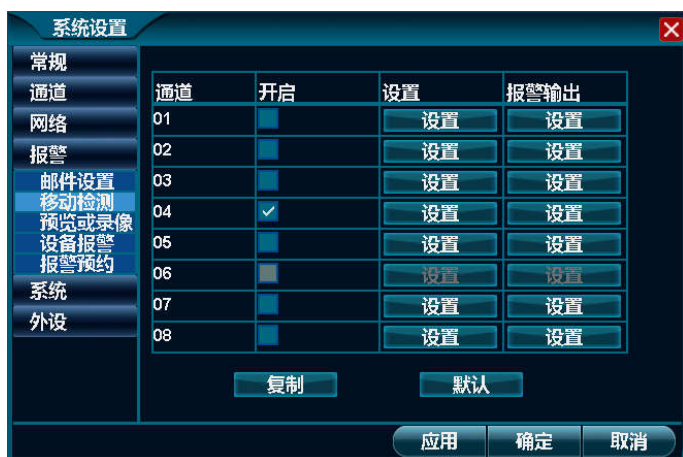 系统设置
常规
通道
网络
报警
邮件设置
移动检测
预览或录像
设备报警
报警预约
系统
外设
通道 开启 设置 报警输出
01 设置 设置
02 设置 设置
03 设置 设置
04 设置 设置
05 设置 设置
06 设置 设置
07 设置 设置
08 设置 设置
复制 默认
应用 确定 取消